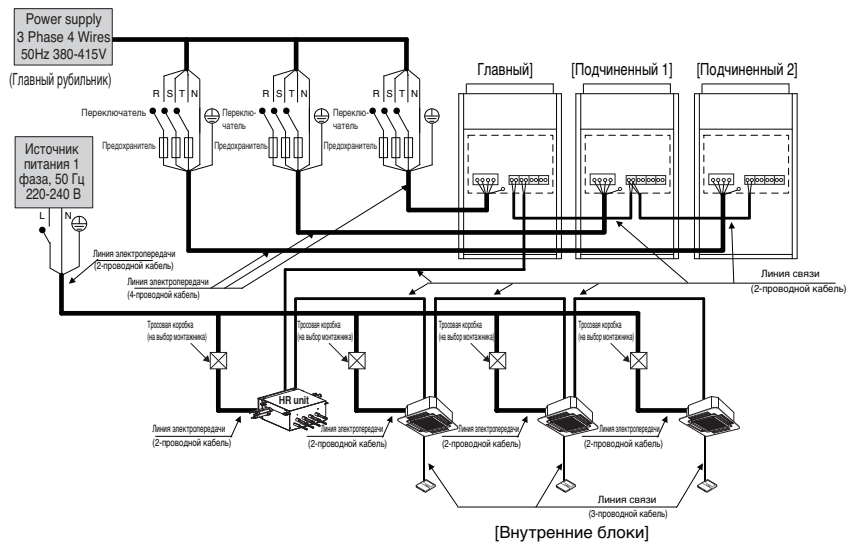 Power supply
3 Phase 4 Wires
50Hz 380-415V
(Главный рубильник)
Главный]
[Подчиненный 1]
[Подчиненный 2]
R S T N
R S T N
R S T N
Переключатель
Переклю-
чатель
Переклю-
чатель
Предохранитель
Предохранитель
Предохранитель
Источник
питания 1
фаза, 50 Гц
220-240 В
L N
Линия электропередачи
(2-проводной кабель)
Линия электропередачи
(4-проводной кабель)
Линия связи
(2-проводной кабель)
Тросовая коробка
(на выбор монтажника)
Тросовая коробка
(на выбор монтажника)
Тросовая коробка
(на выбор монтажника)
Тросовая коробка
(на выбор монтажника)
HR unit
Линия электропередачи
(2-проводной кабель)
Линия электропередачи
(2-проводной кабель)
Линия электропередачи
(2-проводной кабель)
Линия электропередачи
(2-проводной кабель)
Линия связи
(3-проводной кабель)
[Внутренние блоки]